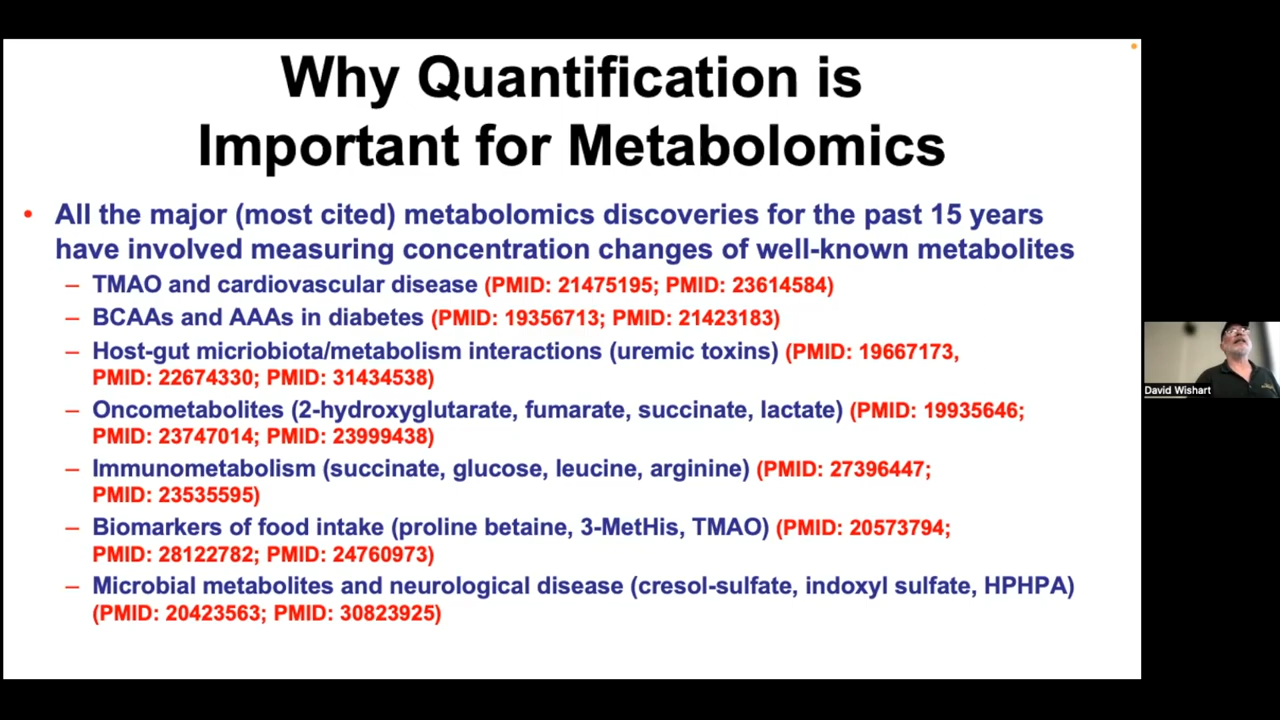 Why Quantification is
Important for Metabolomics
• All the major (most cited) metabolomics discoveries for the past 15 years
have involved measuring concentration changes of well-known metabolites
– TMAO and cardiovascular disease (PMID: 21475195; PMID: 23614584)
– BCAAs and AAAs in diabetes (PMID: 19356713; PMID: 21423183)
– Host-gut micriobiota/metabolism interactions (uremic toxins) (PMID: 19667173,
PMID: 22674330; PMID: 31434538)
– Oncometabolites (2-hydroxyglutarate, fumarate, succinate, lactate) (PMID: 19935646;
PMID: 23747014; PMID: 23999438)
– Immunometabolism (succinate, glucose, leucine, arginine) (PMID: 27396447;
PMID: 23535595)
– Biomarkers of food intake (proline betaine, 3-MetHis, TMAO) (PMID: 20573794;
PMID: 28122782; PMID: 24760973)
– Microbial metabolites and neurological disease (cresol-sulfate, indoxyl sulfate, HPHPA)
(PMID: 20423563; PMID: 30823925)
David Wishart